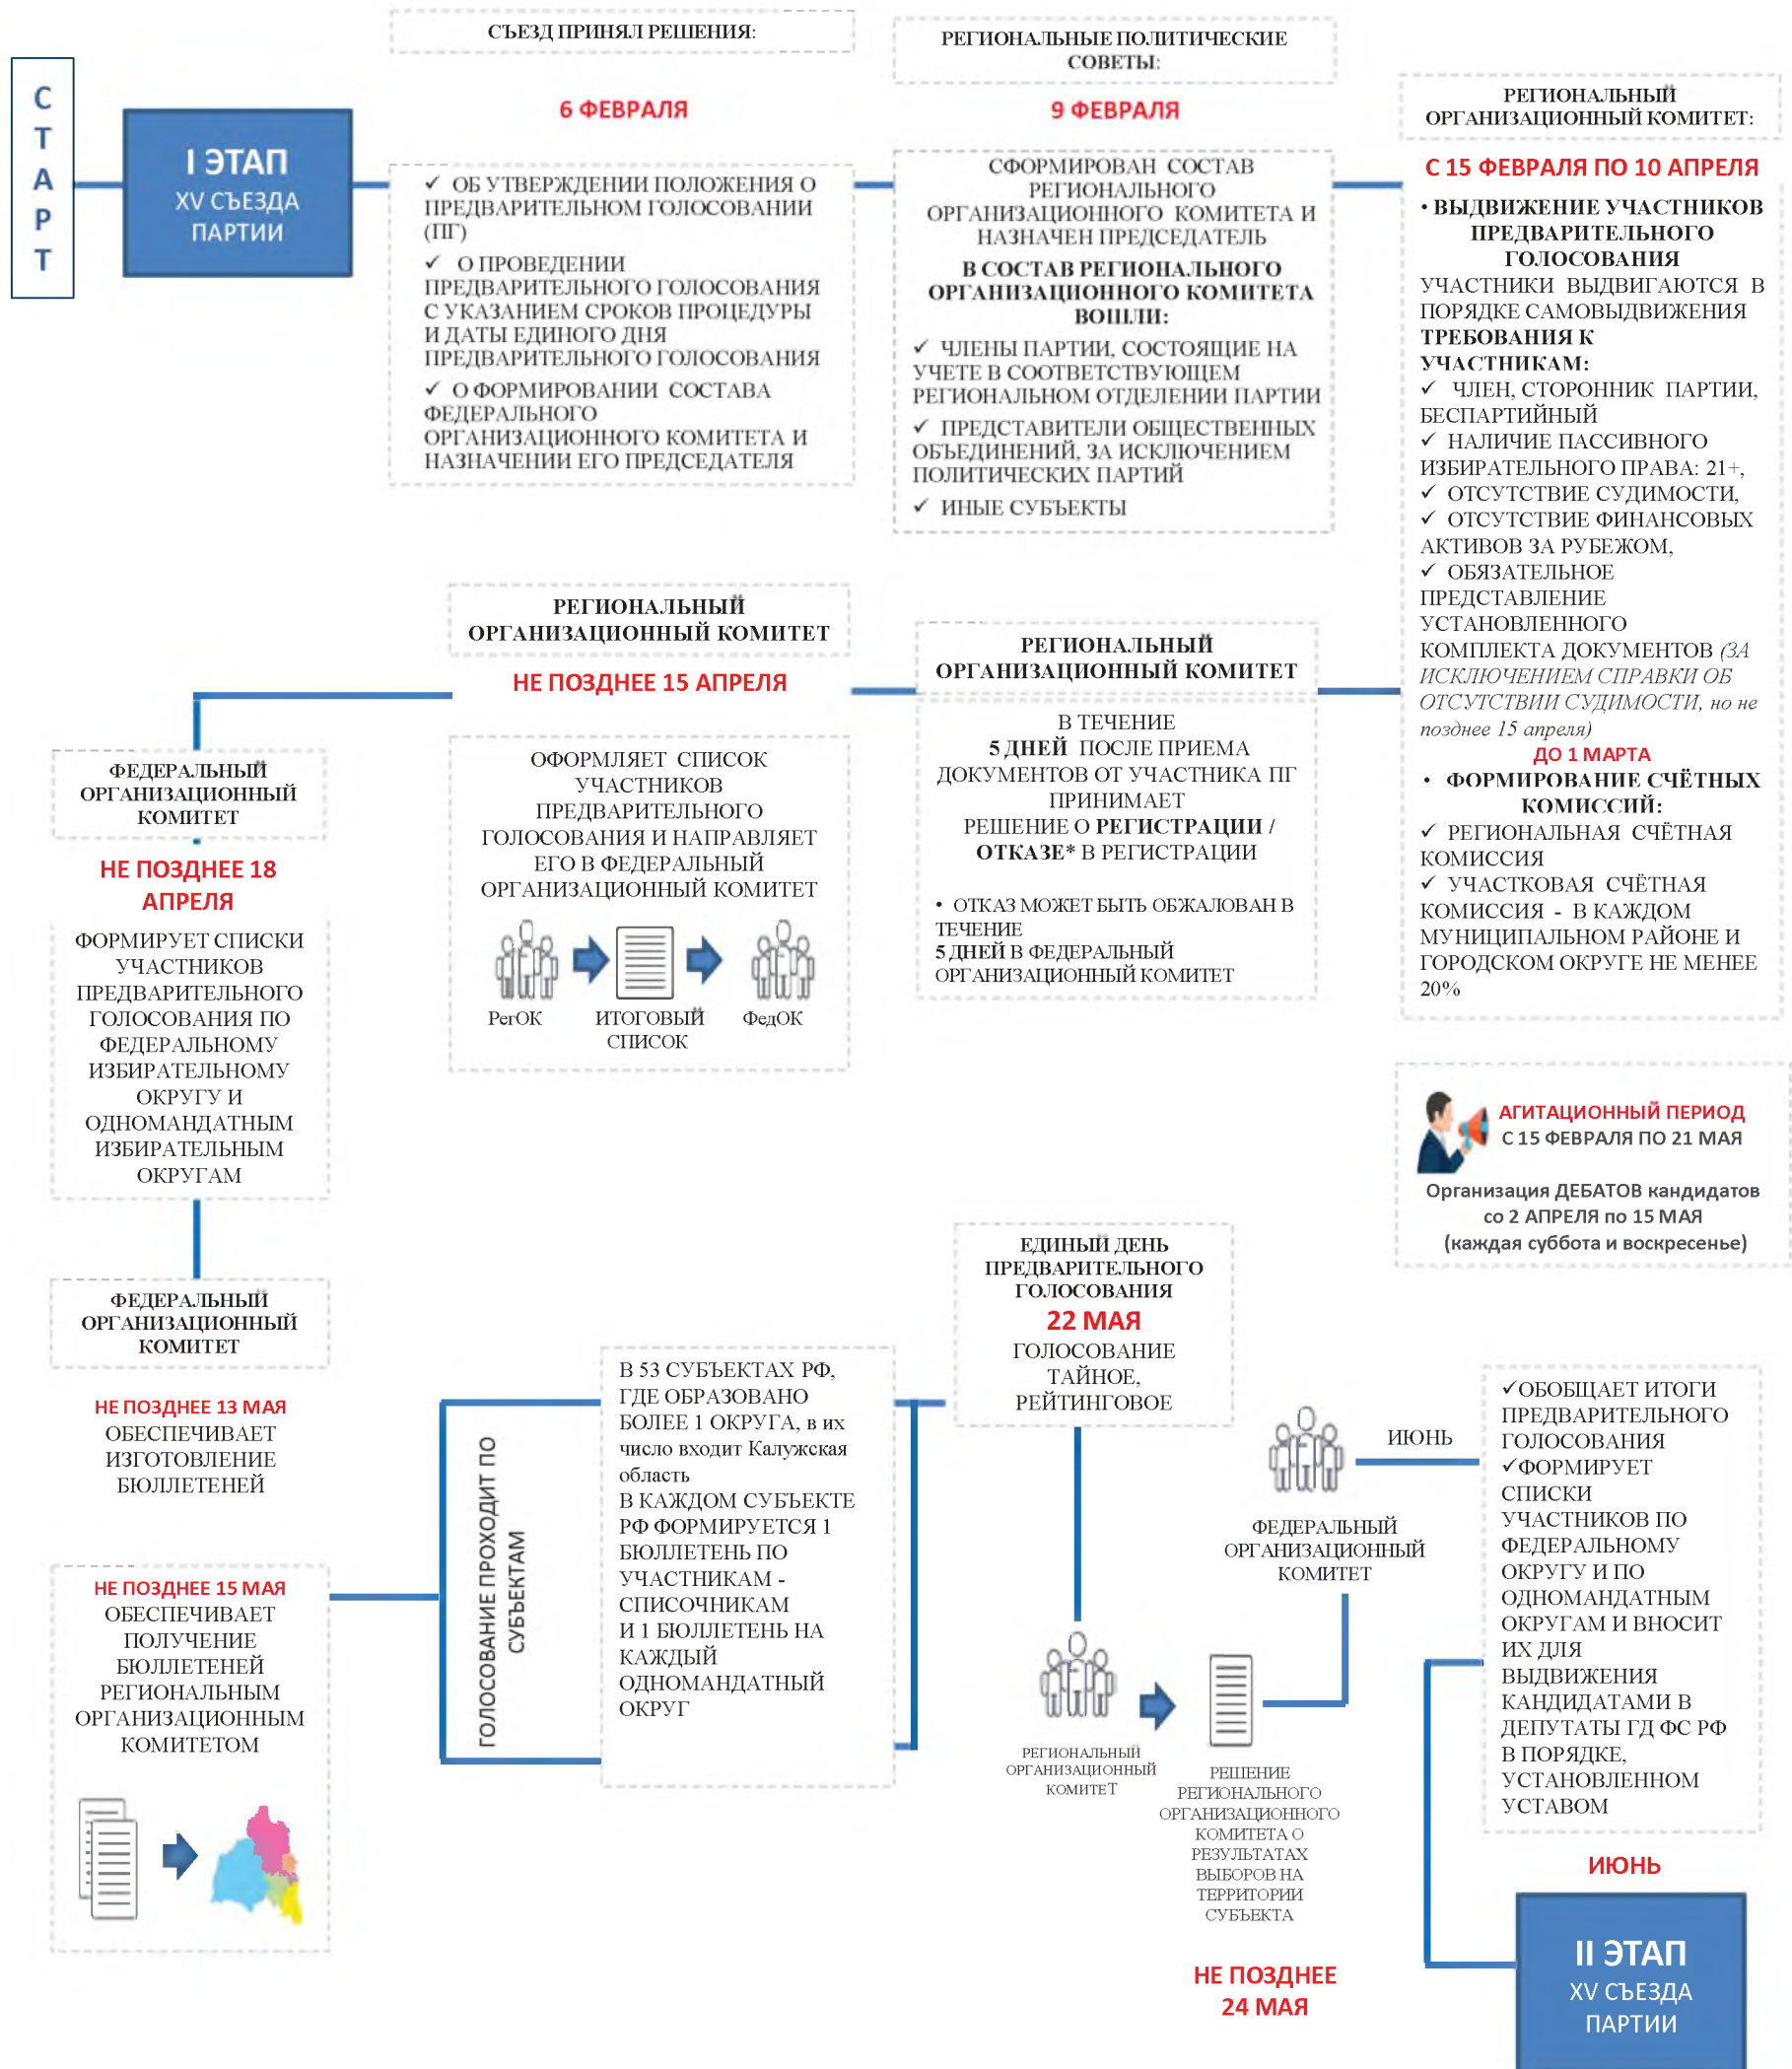 С
Т
А
Р
Т
I ЭТАП
XV СЪЕЗДА
ПАРТИИ
СЪЕЗД ПРИНЯЛ РЕШЕНИЯ:
6 ФЕВРАЛЯ
✓ ОБ УТВЕРЖДЕНИИ ПОЛОЖЕНИЯ О
ПРЕДВАРИТЕЛЬНОМ ГОЛОСОВАНИИ
(ПГ)
✓ О ПРОВЕДЕНИИ
ПРЕДВАРИТЕЛЬНОГО ГОЛОСОВАНИЯ
С УКАЗАНИЕМ СРОКОВ ПРОЦЕДУРЫ
И ДАТЫ ЕДИНОГО ДНЯ
ПРЕДВАРИТЕЛЬНОГО ГОЛОСОВАНИЯ
✓ О ФОРМИРОВАНИИ СОСТАВА
ФЕДЕРАЛЬНОГО
ОРГАНИЗАЦИОННОГО КОМИТЕТА И
НАЗНАЧЕНИИ ЕГО ПРЕДСЕДАТЕЛЯ
РЕГИОНАЛЬНЫЕ ПОЛИТИЧЕСКИЕ
СОВЕТЫ:
9 ФЕВРАЛЯ
СФОРМИРОВАН СОСТАВ
РЕГИОНАЛЬНОГО
ОРГАНИЗАЦИОННОГО КОМИТЕТА И
НАЗНАЧЕН ПРЕДСЕДАТЕЛЬ
В СОСТАВ РЕГИОНАЛЬНОГО
ОРГАНИЗАЦИОННОГО КОМИТЕТА
ВОШЛИ:
✓ ЧЛЕНЫ ПАРТИИ, СОСТОЯЩИЕ НА
УЧЕТЕ В СООТВЕТСТВУЮЩЕМ
РЕГИОНАЛЬНОМ ОТДЕЛЕНИИ ПАРТИИ
✓ ПРЕДСТАВИТЕЛИ ОБЩЕСТВЕННЫХ
ОБЪЕДИНЕНИЙ, ЗА ИСКЛЮЧЕНИЕМ
ПОЛИТИЧЕСКИХ ПАРТИЙ
✓ ИНЫЕ СУБЪЕКТЫ
РЕГИОНАЛЬНЫЙ
ОРГАНИЗАЦИОННЫЙ КОМИТЕТ:
С 15 ФЕВРАЛЯ ПО 10 АПРЕЛЯ
• ВЫДВИЖЕНИЕ УЧАСТНИКОВ
ПРЕДВАРИТЕЛЬНОГО
ГОЛОСОВАНИЯ
УЧАСТНИКИ ВЫДВИГАЮТСЯ В
ПОРЯДКЕ САМОВЫДВИЖЕНИЯ
ТРЕБОВАНИЯ К
УЧАСТНИКАМ:
✓ ЧЛЕН, СТОРОННИК ПАРТИИ,
БЕСПАРТИЙНЫЙ
✓ НАЛИЧИЕ ПАССИВНОГО
ИЗБИРАТЕЛЬНОГО ПРАВА: 21+,
✓ ОТСУТСТВИЕ СУДИМОСТИ,
✓ ОТСУТСТВИЕ ФИНАНСОВЫХ
АКТИВОВ ЗА РУБЕЖОМ,
✓ ОБЯЗАТЕЛЬНОЕ
ПРЕДСТАВЛЕНИЕ
УСТАНОВЛЕННОГО
КОМПЛЕКТА ДОКУМЕНТОВ (ЗА
ИСКЛЮЧЕНИЕМ СПРАВКИ ОБ
ОТСУТСТВИИ СУДИМОСТИ, но не
позднее 15 апреля)
ДО 1 МАРТА
• ФОРМИРОВАНИЕ СЧЁТНЫХ
КОМИССИЙ:
✓ РЕГИОНАЛЬНАЯ СЧЁТНАЯ
КОМИССИЯ
✓ УЧАСТКОВАЯ СЧЁТНАЯ
КОМИССИЯ - В КАЖДОМ
МУНИЦИПАЛЬНОМ РАЙОНЕ И
ГОРОДСКОМ ОКРУГЕ НЕ МЕНЕЕ
20%
РЕГИОНАЛЬНЫЙ
ОРГАНИЗАЦИОННЫЙ КОМИТЕТ
В ТЕЧЕНИЕ
5 ДНЕЙ ПОСЛЕ ПРИЕМА
ДОКУМЕНТОВ ОТ УЧАСТНИКА ПГ
ПРИНИМАЕТ
РЕШЕНИЕ О РЕГИСТРАЦИИ /
ОТКАЗЕ* В РЕГИСТРАЦИИ
• ОТКАЗ МОЖЕТ БЫТЬ ОБЖАЛОВАН В
ТЕЧЕНИЕ
5 ДНЕЙ В ФЕДЕРАЛЬНЫЙ
ОРГАНИЗАЦИОННЫЙ КОМИТЕТ
РЕГИОНАЛЬНЫЙ
ОРГАНИЗАЦИОННЫЙ КОМИТЕТ
НЕ ПОЗДНЕЕ 15 АПРЕЛЯ
ОФОРМЛЯЕТ СПИСОК
УЧАСТНИКОВ
ПРЕДВАРИТЕЛЬНОГО
ГОЛОСОВАНИЯ И НАПРАВЛЯЕТ
ЕГО В ФЕДЕРАЛЬНЫЙ
ОРГАНИЗАЦИОННЫЙ КОМИТЕТ
РегОК
ИТОГОВЫЙ
СПИСОК
ФедОК
ФЕДЕРАЛЬНЫЙ
ОРГАНИЗАЦИОННЫЙ
КОМИТЕТ
НЕ ПОЗДНЕЕ 18
АПРЕЛЯ
ФОРМИРУЕТ СПИСКИ
УЧАСТНИКОВ
ПРЕДВАРИТЕЛЬНОГО
ГОЛОСОВАНИЯ ПО
ФЕДЕРАЛЬНОМУ
ИЗБИРАТЕЛЬНОМУ
ОКРУГУ И
ОДНОМАНДАТНЫМ
ИЗБИРАТЕЛЬНЫМ
ОКРУГАМ
АГИТАЦИОННЫЙ ПЕРИОД
С 15 ФЕВРАЛЯ ПО 21 МАЯ
Организация ДЕБАТОВ кандидатов
со 2 АПРЕЛЯ по 15 МАЯ
(каждая суббота и воскресенье)
ФЕДЕРАЛЬНЫЙ
ОРГАНИЗАЦИОННЫЙ
КОМИТЕТ
НЕ ПОЗДНЕЕ 13 МАЯ
ОБЕСПЕЧИВАЕТ
ИЗГОТОВЛЕНИЕ
БЮЛЛЕТЕНЕЙ
НЕ ПОЗДНЕЕ 15 МАЯ
ОБЕСПЕЧИВАЕТ
ПОЛУЧЕНИЕ
БЮЛЛЕТЕНЕЙ
РЕГИОНАЛЬНЫМ
ОРГАНИЗАЦИОННЫМ
КОМИТЕТОМ
ГОЛОСОВАНИЕ ПРОХОДИТ ПО
СУБЪЕКТАМ
В 53 СУБЪЕКТАХ РФ,
ГДЕ ОБРАЗОВАНО
БОЛЕЕ 1 ОКРУГА, в их
число входит Калужская
область
В КАЖДОМ СУБЪЕКТЕ
РФ ФОРМИРУЕТСЯ 1
БЮЛЛЕТЕНЬ ПО
УЧАСТНИКАМ -
СПИСОЧНИКАМ
И 1 БЮЛЛЕТЕНЬ НА
КАЖДЫЙ
ОДНОМАНДАТНЫЙ
ОКРУГ
ЕДИНЫЙ ДЕНЬ
ПРЕДВАРИТЕЛЬНОГО
ГОЛОСОВАНИЯ
22 МАЯ
ГОЛОСОВАНИЕ
ТАЙНОЕ,
РЕЙТИНГОВОЕ
РЕГИОНАЛЬНЫЙ
ОРГАНИЗАЦИОННЫЙ
КОМИТЕТ
РЕШЕНИЕ
РЕГИОНАЛЬНОГО
ОРГАНИЗАЦИОННОГО
КОМИТЕТА О
РЕЗУЛЬТАТАХ
ВЫБОРОВ НА
ТЕРРИТОРИИ
СУБЪЕКТА
НЕ ПОЗДНЕЕ
24 МАЯ
ФЕДЕРАЛЬНЫЙ
ОРГАНИЗАЦИОННЫЙ
КОМИТЕТ
ИЮНЬ
✓ОБОБЩАЕТ ИТОГИ
ПРЕДВАРИТЕЛЬНОГО
ГОЛОСОВАНИЯ
✓ФОРМИРУЕТ
СПИСКИ
УЧАСТНИКОВ ПО
ФЕДЕРАЛЬНОМУ
ОКРУГУ И ПО
ОДНОМАНДАТНЫМ
ОКРУГАМ И ВНОСИТ
ИХ ДЛЯ
ВЫДВИЖЕНИЯ
КАНДИДАТАМИ В
ДЕПУТАТЫ ГД ФС РФ
В ПОРЯДКЕ,
УСТАНОВЛЕННОМ
УСТАВОМ
ИЮНЬ
II ЭТАП
XV СЪЕЗДА
ПАРТИИ